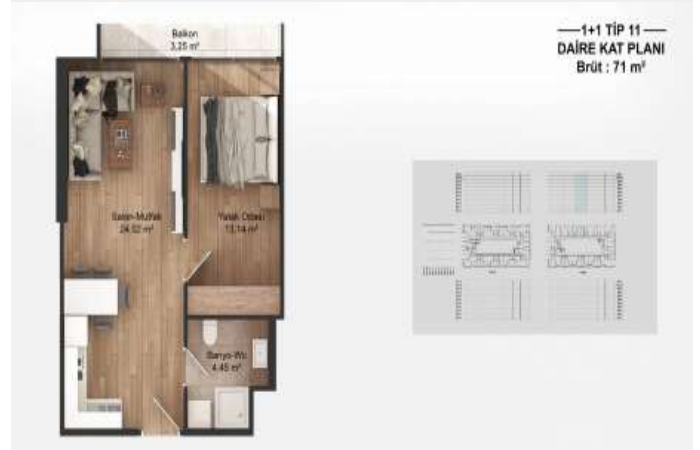 1+1 TİP 11
DAİRE KAT PLANI
Brüt : 71 m²
Balkon
3,25 m²
Salon-Mutfak
24,52 m²
Yatak Odası
13,14 m²
Banyo-Wc
4,45 m²